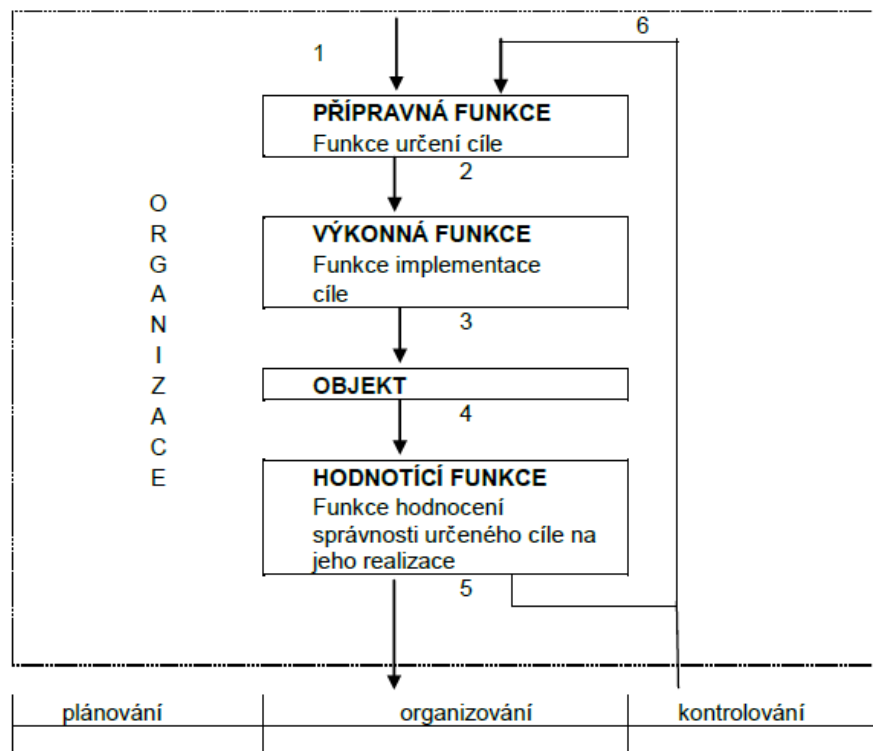 6
1
PŘÍPRAVNÁ FUNKCE
Funkce určení cíle
2
ORGANIZACE
VÝKONNÁ FUNKCE
Funkce implementace
cíle
3
OBJEKT
4
HODNOTÍCÍ FUNKCE
Funkce hodnocení
správnosti určeného cíle na
jeho realizace
5
plánování
organizování
kontrolování